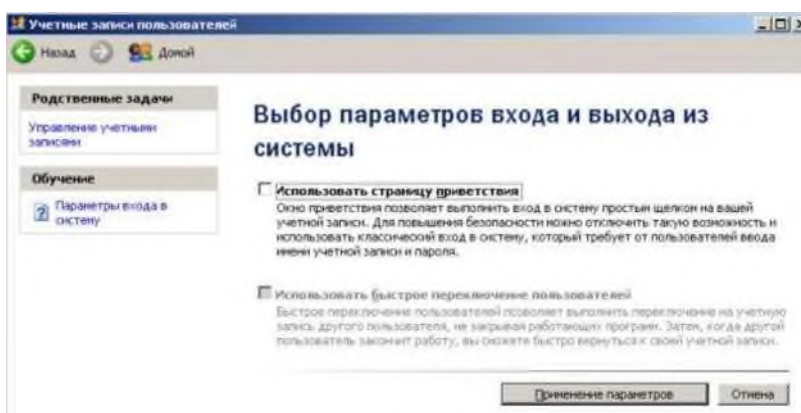 Учетные записи пользователей
Назад Домой
Родственные задачи
Управление учетными
записями
Обучение
Параметры входа в
систему
Выбор параметров входа и выхода из
системы
Использовать страницу приветствия
Окно приветствия позволяет выполнить вход в систему простым щелчком на вашей
учетной записи. Для повышения безопасности можно отключить такую возможность и
использовать классический вход в систему, который требует от пользователей ввода
имени учетной записи и пароля.
Использовать быстрое переключение пользователей
Быстрое переключение пользователей позволяет выполнить переключение на учетную
запись другого пользователя, не закрывая работающих программ. Затем, когда другой
пользователь закончит работу, вы сможете быстро вернуться к своей учетной записи.
Применение параметров Отмена